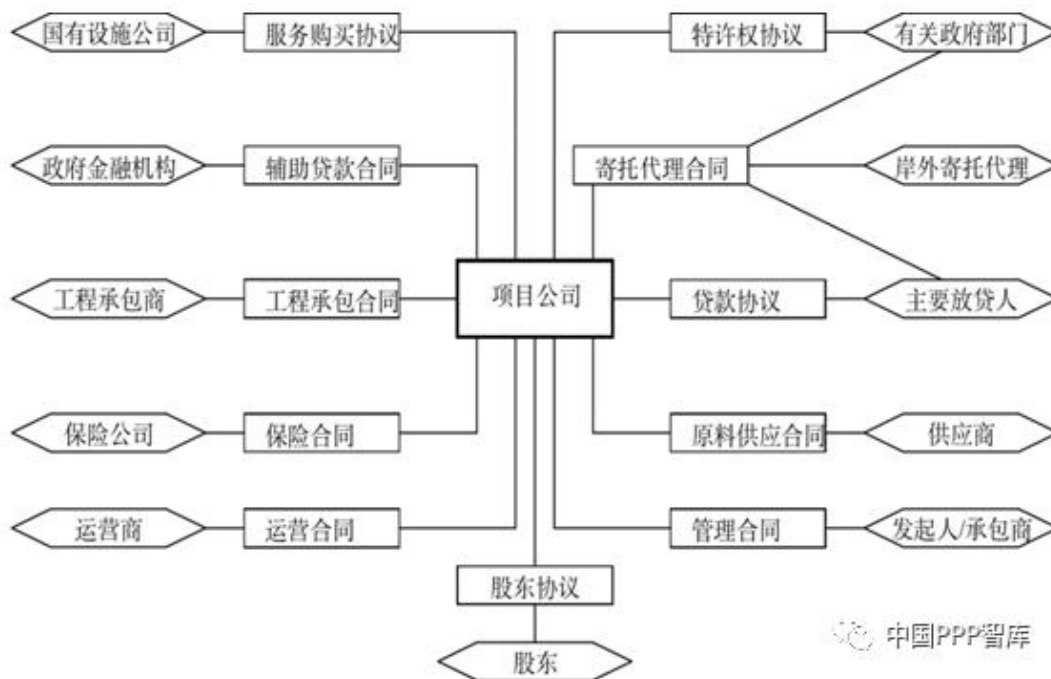 国有设施公司 服务购买协议 特许权协议 有关政府部门
政府金融机构 辅助贷款合同 寄托代理合同 岸外寄托代理
工程承包商 工程承包合同 项目公司 贷款协议 主要放贷人
保险公司 保险合同 原料供应合同 供应商
运营商 运营合同 管理合同 发起人/承包商
股东协议
股东
中国PPP智库